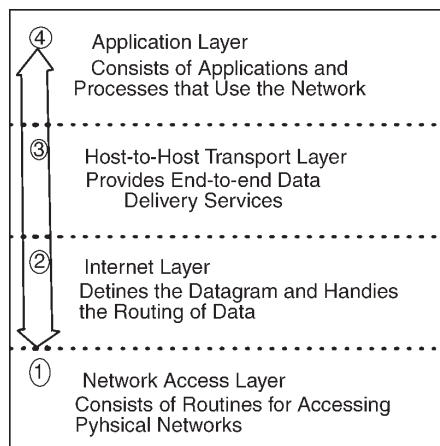 ④ Application Layer
Consists of Applications and
Processes that Use the Network
③ Host-to-Host Transport Layer
Provides End-to-end Data
Delivery Services
② Internet Layer
Detines the Datagram and Handies
the Routing of Data
① Network Access Layer
Consists of Routines for Accessing
Pyhsical Networks